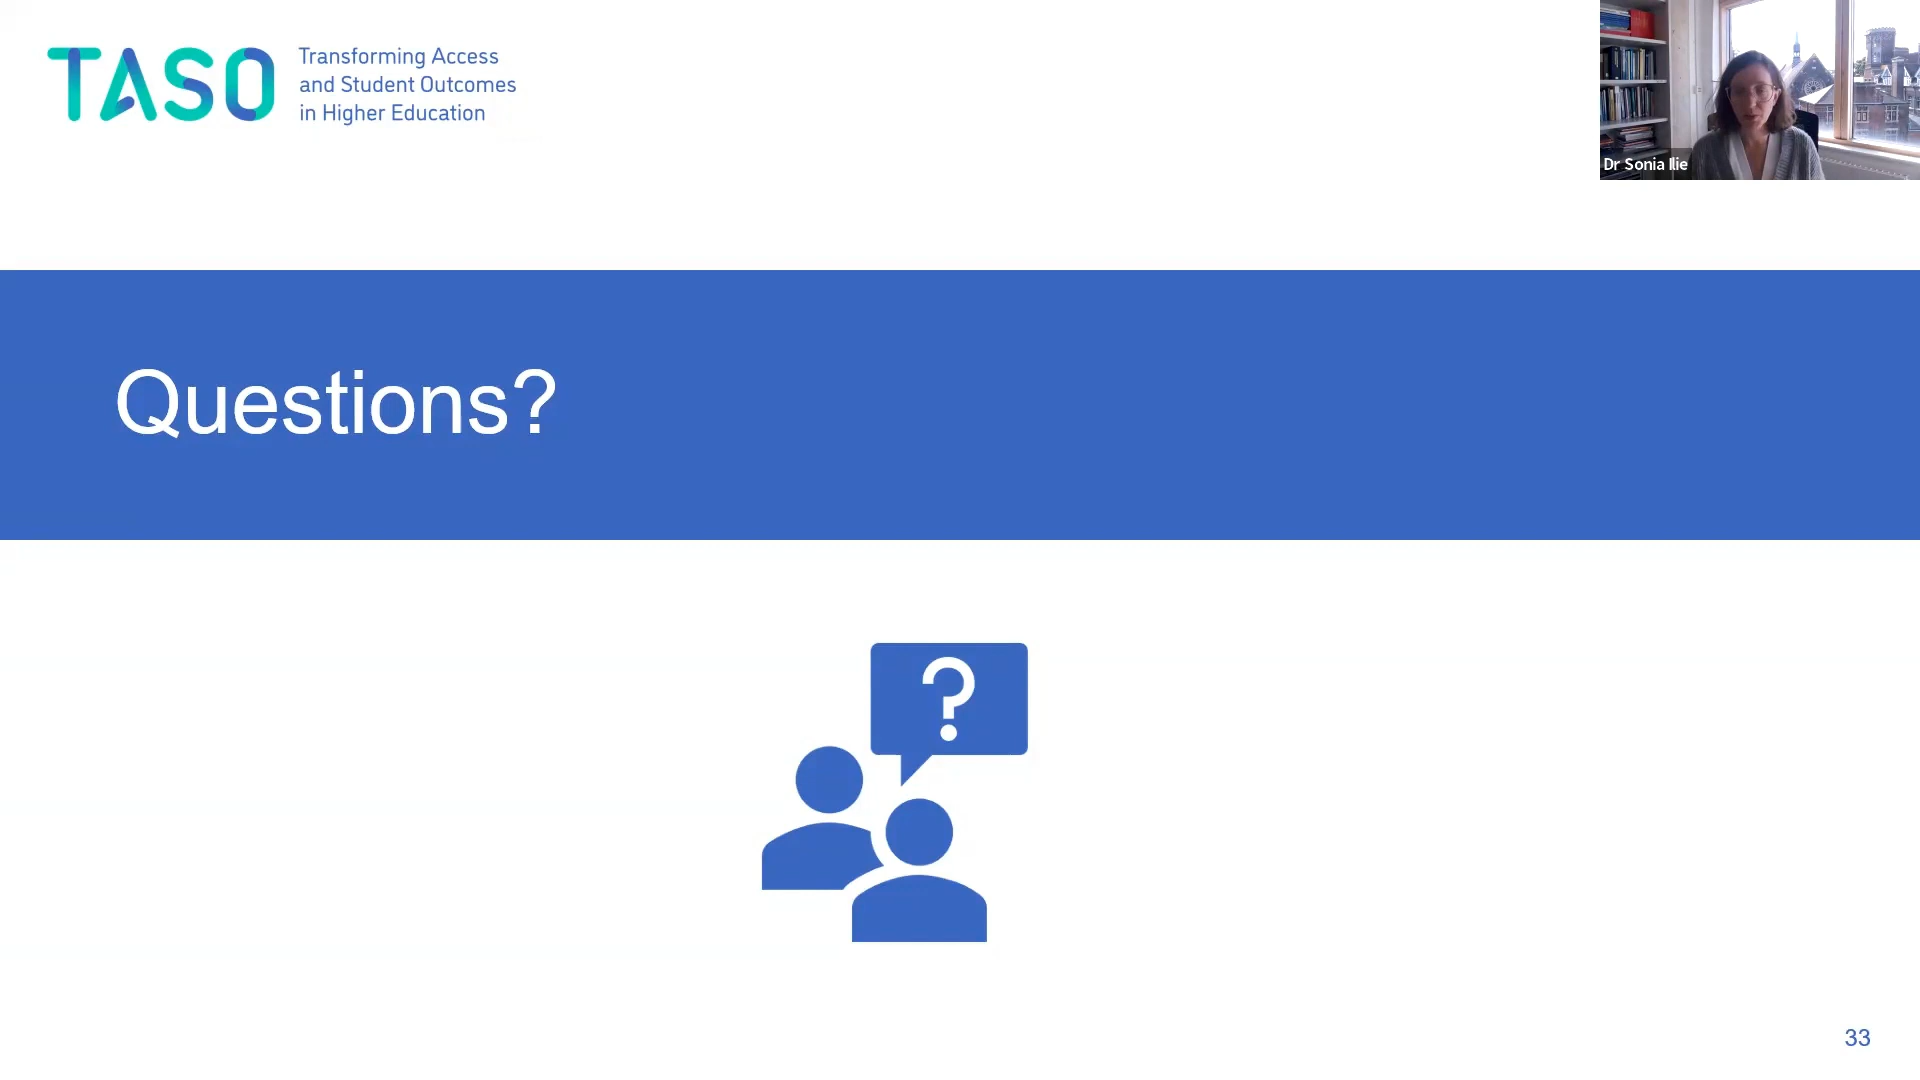 TASO
Transforming Access
and Student Outcomes
in Higher Education
Dr Sonia Ilie
Questions?
?
33